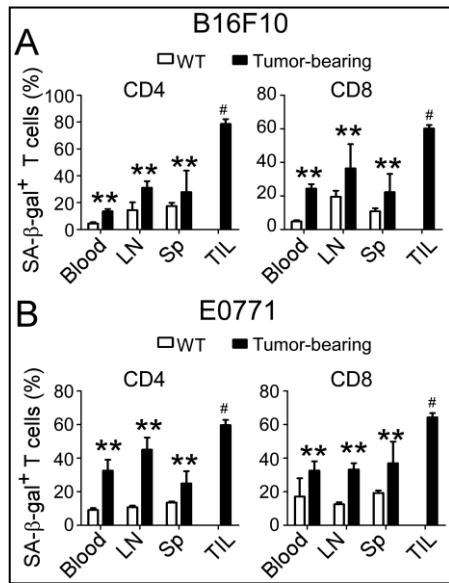 B16F10
A
WT Tumor-bearing
CD4 CD8
SA-β-gal+ T cells (%)
100
80
60
40
20
0
80
60
40
20
0
** ** ** #
** ** ** #
Blood LN Sp TIL
Blood LN Sp TIL
B
E0771
WT Tumor-bearing
CD4 CD8
SA-β-gal+ T cells (%)
80
60
40
20
0
80
60
40
20
0
** ** ** #
** ** ** #
Blood LN Sp TIL
Blood LN Sp TIL